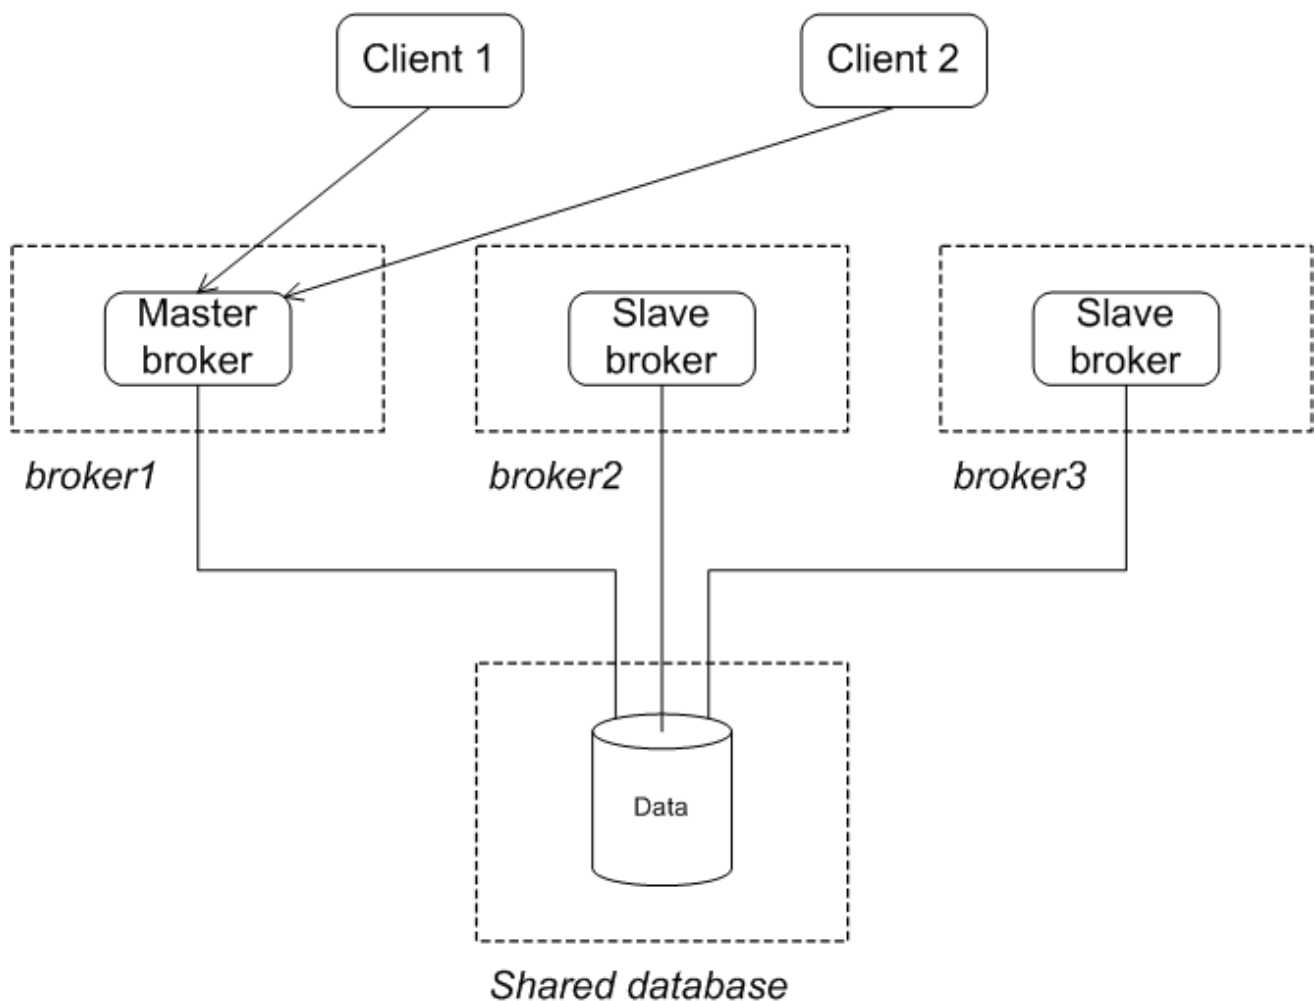 Client 1
Client 2
Master
broker
Slave
broker
Slave
broker
broker1
broker2
broker3
Data
Shared database